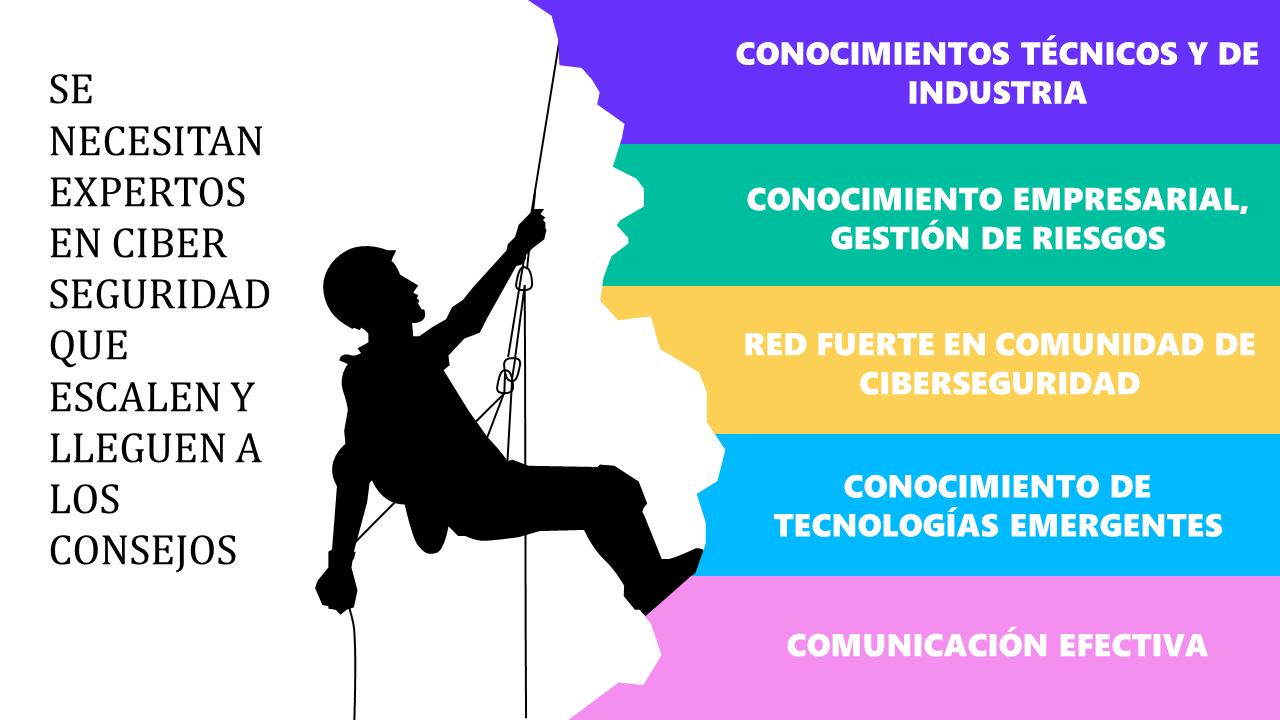 SE
NECESITAN
EXPERTOS
EN CIBER
SEGURIDAD
QUE
ESCALEN Y
LLEGUEN A
LOS
CONSEJOS
CONOCIMIENTOS TÉCNICOS Y DE
INDUSTRIA
CONOCIMIENTO EMPRESARIAL,
GESTIÓN DE RIESGOS
RED FUERTE EN COMUNIDAD DE
CIBERSEGURIDAD
CONOCIMIENTO DE
TECNOLOGÍAS EMERGENTES
COMUNICACIÓN EFECTIVA